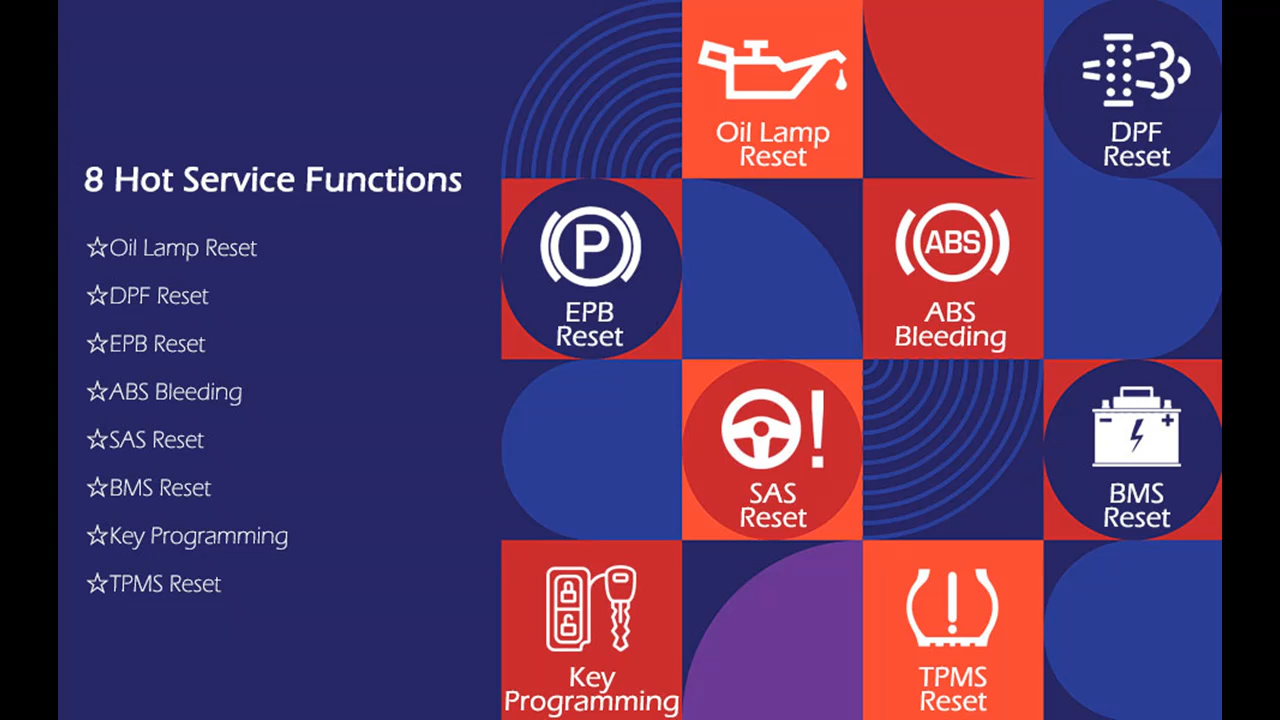 8 Hot Service Functions
☆Oil Lamp Reset
☆DPF Reset
☆EPB Reset
☆ABS Bleeding
☆SAS Reset
☆BMS Reset
☆Key Programming
☆TPMS Reset
Oil Lamp
Reset
DPF
Reset
P
EPB
Reset
ABS
ABS
Bleeding
SAS
Reset
BMS
Reset
Key
Programming
TPMS
Reset